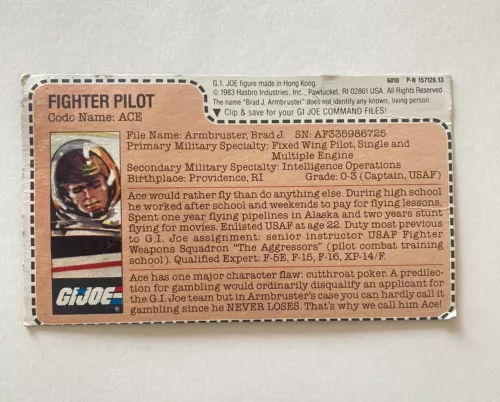 G.I. JOE figure made in Hong Kong. 6010 P-N 157126.13
© 1983 Hasbro Industries, Inc., Pawtucket, RI 02861 USA. All Rights Reserved.
The name "Brad J. Armbruster" does not identify any known, living person.
▼ Clip & save for your GI JOE COMMAND FILES!
FIGHTER PILOT
Code Name: ACE
File Name: Armbruster, Brad J. SN: AF335986725
Primary Military Specialty: Fixed Wing Pilot, Single and
Multiple Engine
Secondary Military Specialty: Intelligence Operations
Birthplace: Providence, RI Grade: O-3 (Captain, USAF)
Ace would rather fly than do anything else. During high school
he worked after school and weekends to pay for flying lessons.
Spent one year flying pipelines in Alaska and two years stunt
flying for movies. Enlisted USAF at age 22. Duty most previous
to G.I. Joe assignment: senior instructor USAF Fighter
Weapons Squadron "The Aggressors" (pilot combat training
school). Qualified Expert: F-5E, F-15, F-16, XP-14/F.
Ace has one major character flaw: cutthroat poker. A predilec-
tion for gambling would ordinarily disqualify an applicant for
the G.I. Joe team but in Armbruster's case you can hardly call it
gambling since he NEVER LOSES. That's why we call him Ace!
GI JOE